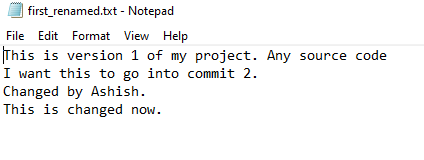 first_renamed.txt - Notepad
File Edit Format View Help
This is version 1 of my project. Any source code
I want this to go into commit 2.
Changed by Ashish.
This is changed now.